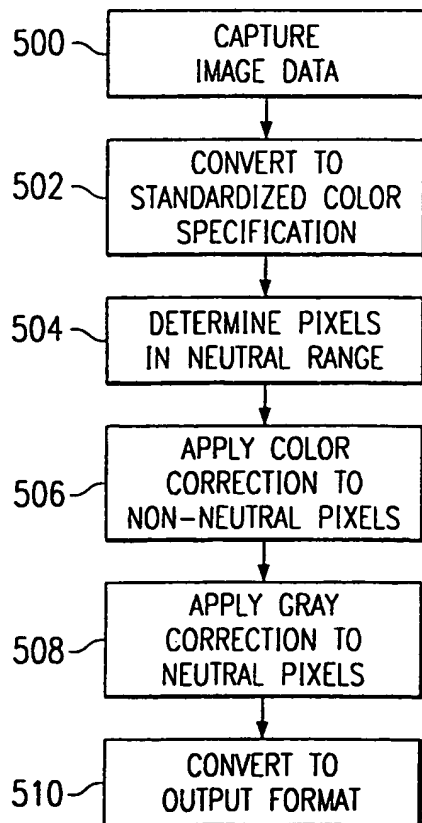 500
CAPTURE
IMAGE DATA
502
CONVERT TO
STANDARDIZED COLOR
SPECIFICATION
504
DETERMINE PIXELS
IN NEUTRAL RANGE
506
APPLY COLOR
CORRECTION TO
NON-NEUTRAL PIXELS
508
APPLY GRAY
CORRECTION TO
NEUTRAL PIXELS
510
CONVERT TO
OUTPUT FORMAT